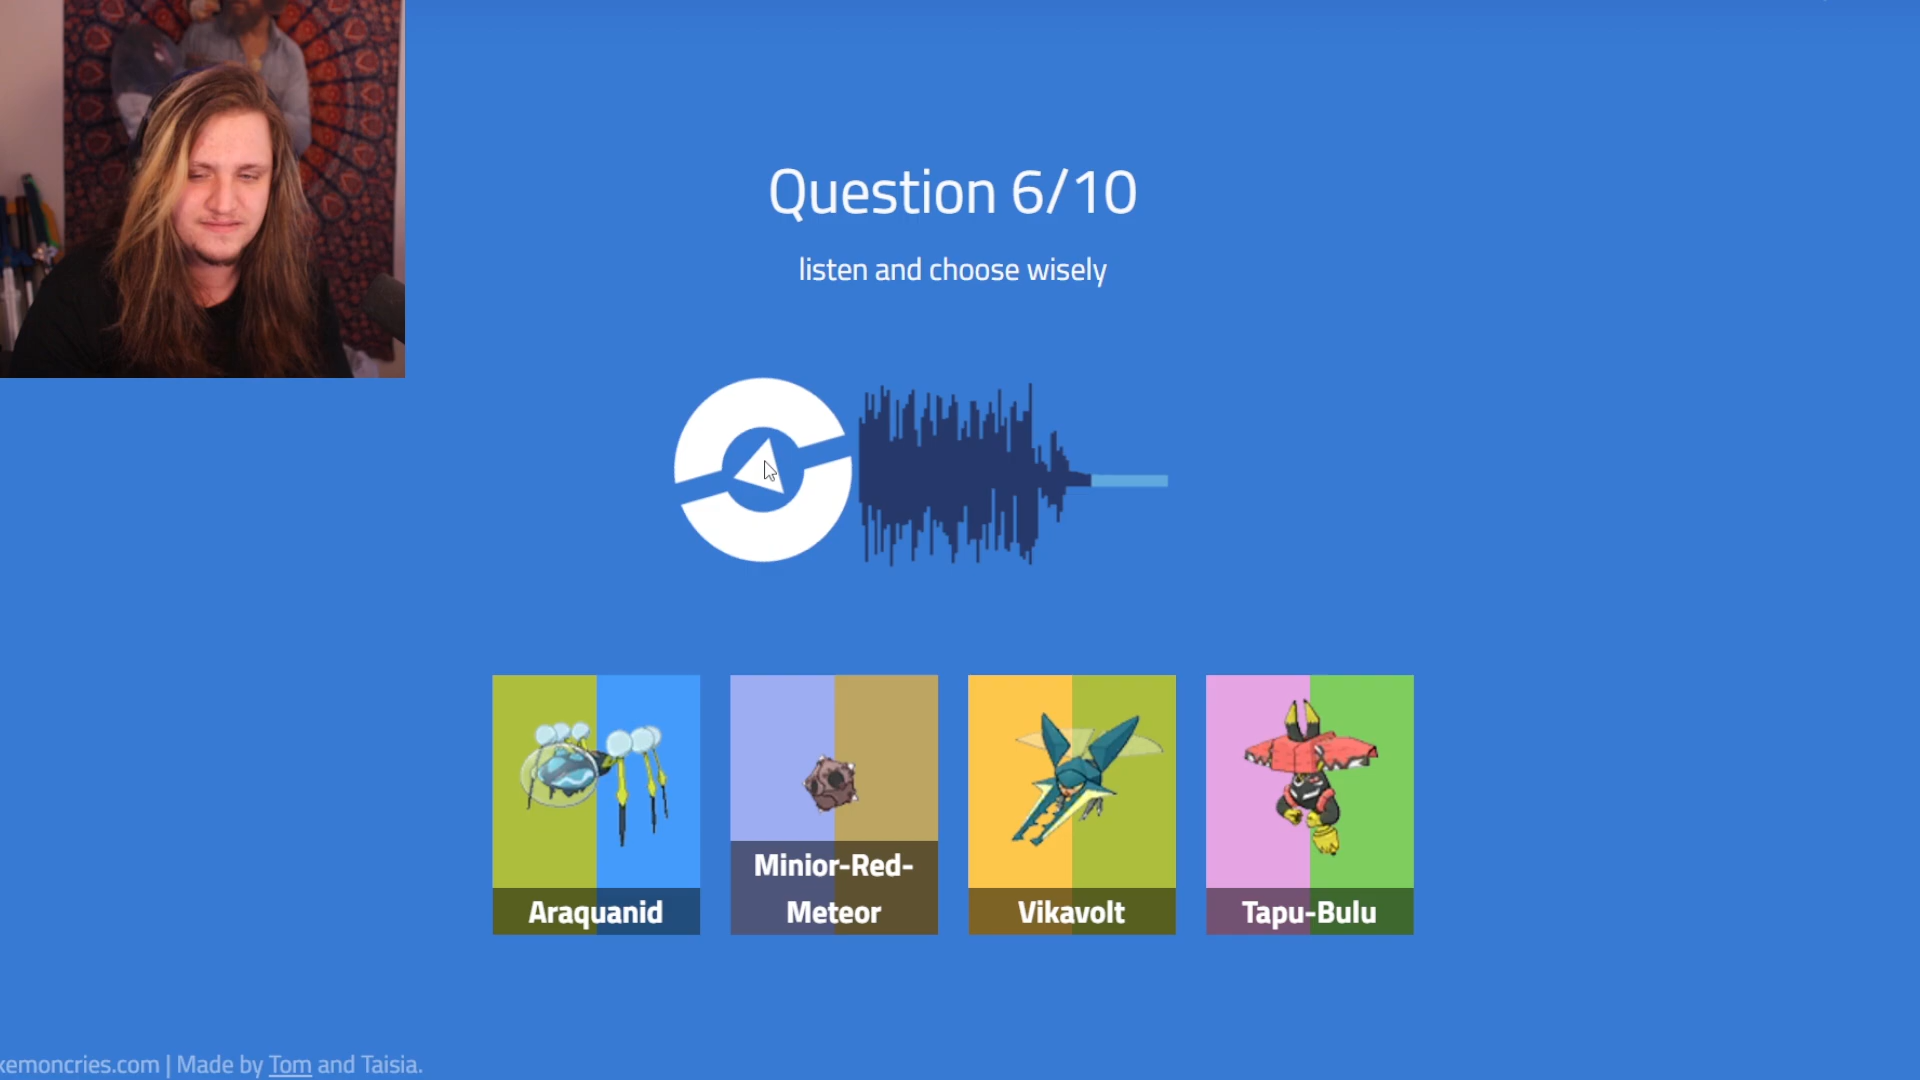 Question 6/10
listen and choose wisely
Araquanid
Minior-Red-
Meteor
Vikavolt
Tapu-Bulu
kemoncries.com | Made by Tom and Taisia.